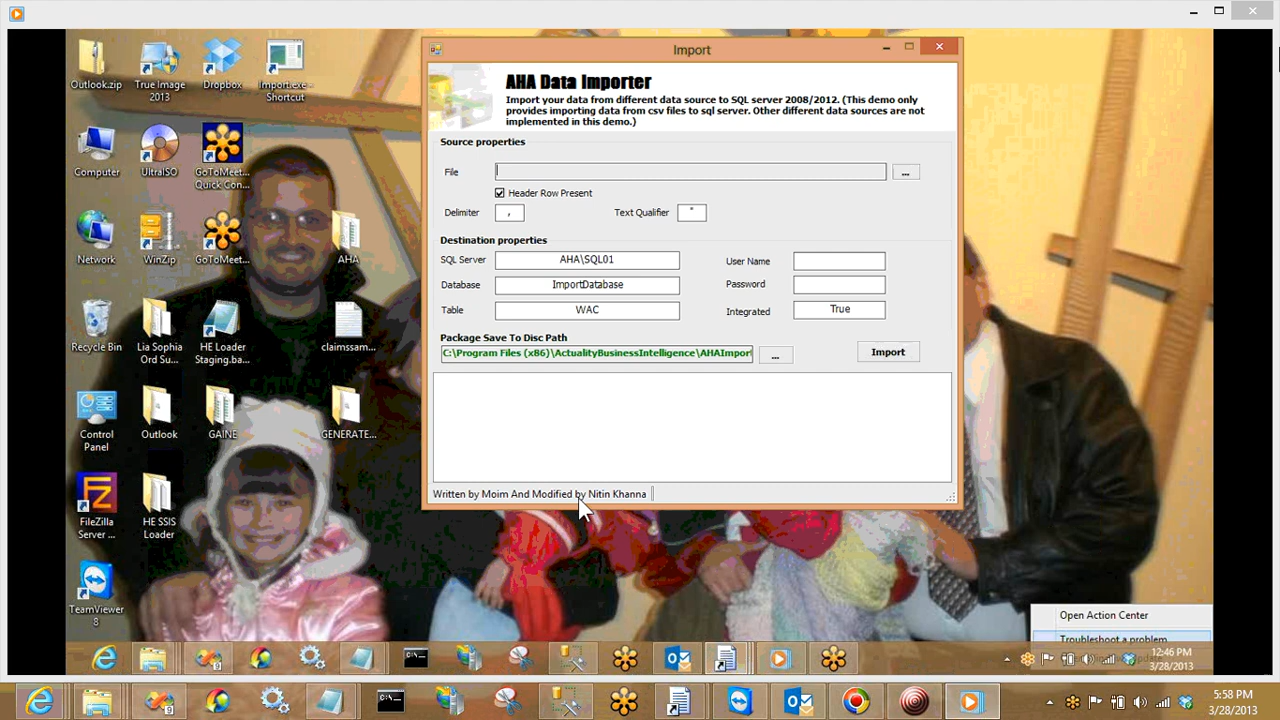 Import
AHA Data Importer
Import your data from different data source to SQL server 2008/2012. (This demo only
provides importing data from csv files to sql server. Other different data sources are not
implemented in this demo.)
Source properties
File
...
Header Row Present
Delimiter
,
Text Qualifier
"
Destination properties
SQL Server
AHA\SQL01
User Name
Database
ImportDatabase
Password
Table
WAC
Integrated
True
Package Save To Disc Path
C:\Program Files (x86)\ActualityBusinessIntelligence\AHAImport
...
Import
Written by Moim And Modified by Nitin Khanna
Outlook.zip
True Image
2013
Dropbox
Import.exe -
Shortcut
Computer
UltraISO
GoToMeet...
Quick Con...
Network
WinZip
GoToMeet...
AHA
Recycle Bin
Lia Sophia
Ord Su...
HE Loader
Staging.ba...
claimssam...
Control
Panel
Outlook
GAINE
GENERATE...
FileZilla
Server ...
HE SSIS
Loader
TeamViewer
8
Open Action Center
Troubleshoot a problem
12:46 PM
3/28/2013
5:58 PM
3/28/2013